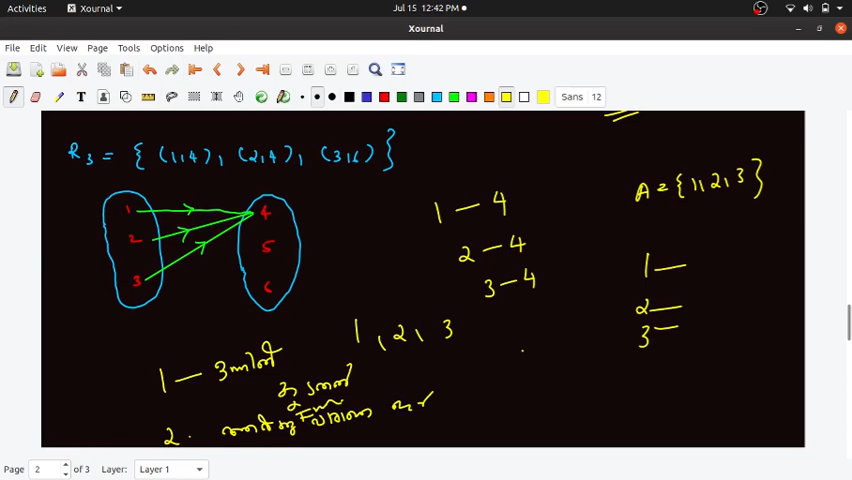 Activities
Xournal
Jul 15 12:42 PM
Xournal
File Edit View Page Tools Options Help
Sans 12
R₃ = { (1,4), (2,4), (3,6) }
A = {1,2,3}
1 4
2 5
3 6
1 — 4
2 — 4
3 — 4
1 —
2 —
3 —
1, 2, 3
1 —
2.
Page 2 of 3 Layer: Layer 1